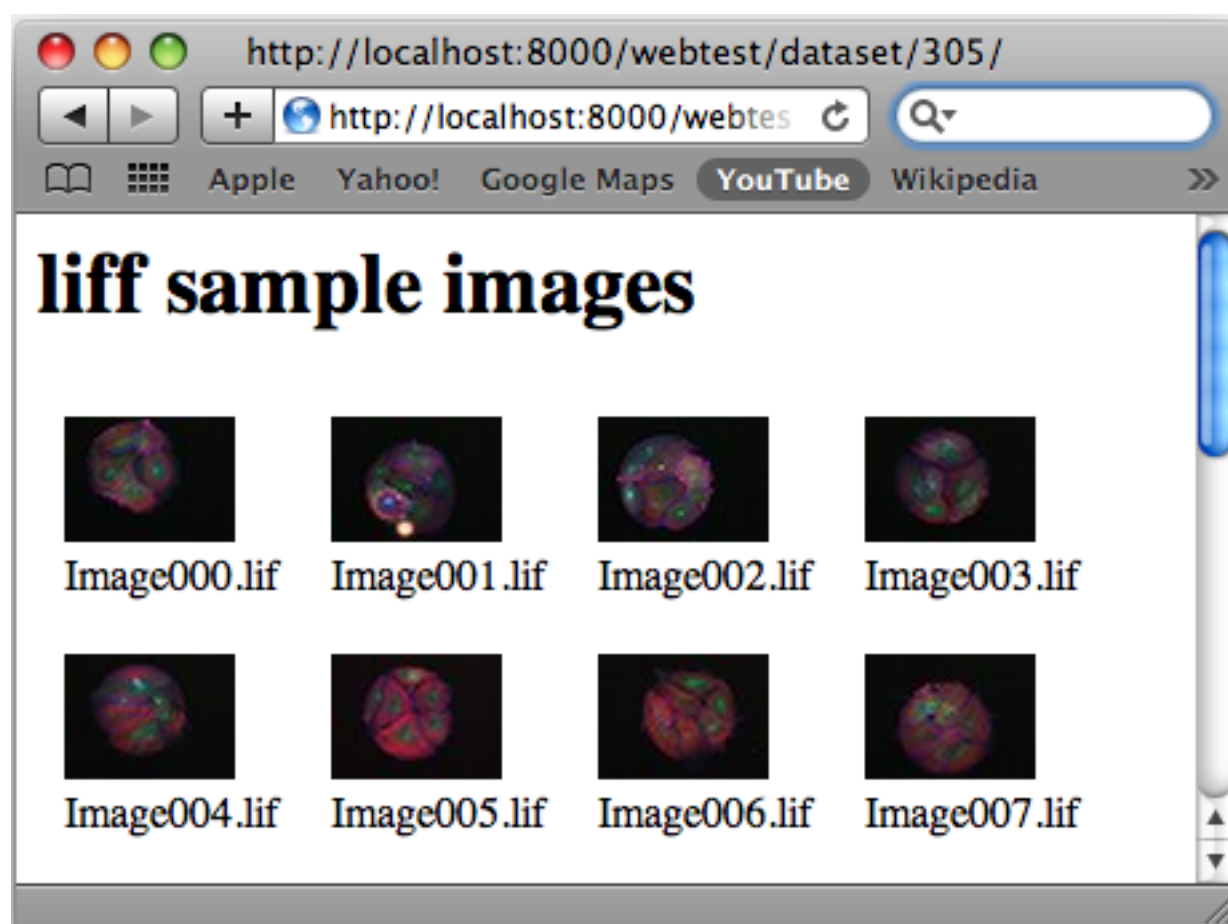 http://localhost:8000/webtest/dataset/305/
http://localhost:8000/webtes
Apple Yahoo! Google Maps YouTube Wikipedia
liff sample images
Image000.lif Image001.lif Image002.lif Image003.lif
Image004.lif Image005.lif Image006.lif Image007.lif